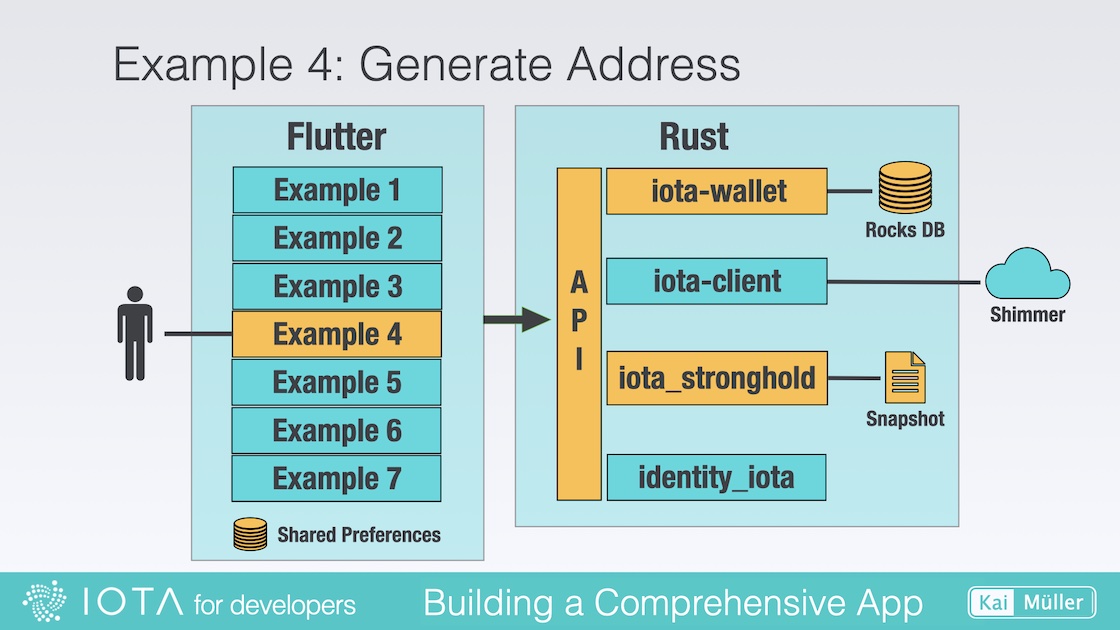 Example 4: Generate Address
Flutter
Example 1
Example 2
Example 3
Example 4
Example 5
Example 6
Example 7
Shared Preferences
Rust
API
iota-wallet
Rocks DB
iota-client
Shimmer
iota_stronghold
Snapshot
identity_iota
IOTA for developers
Building a Comprehensive App
Kai Müller